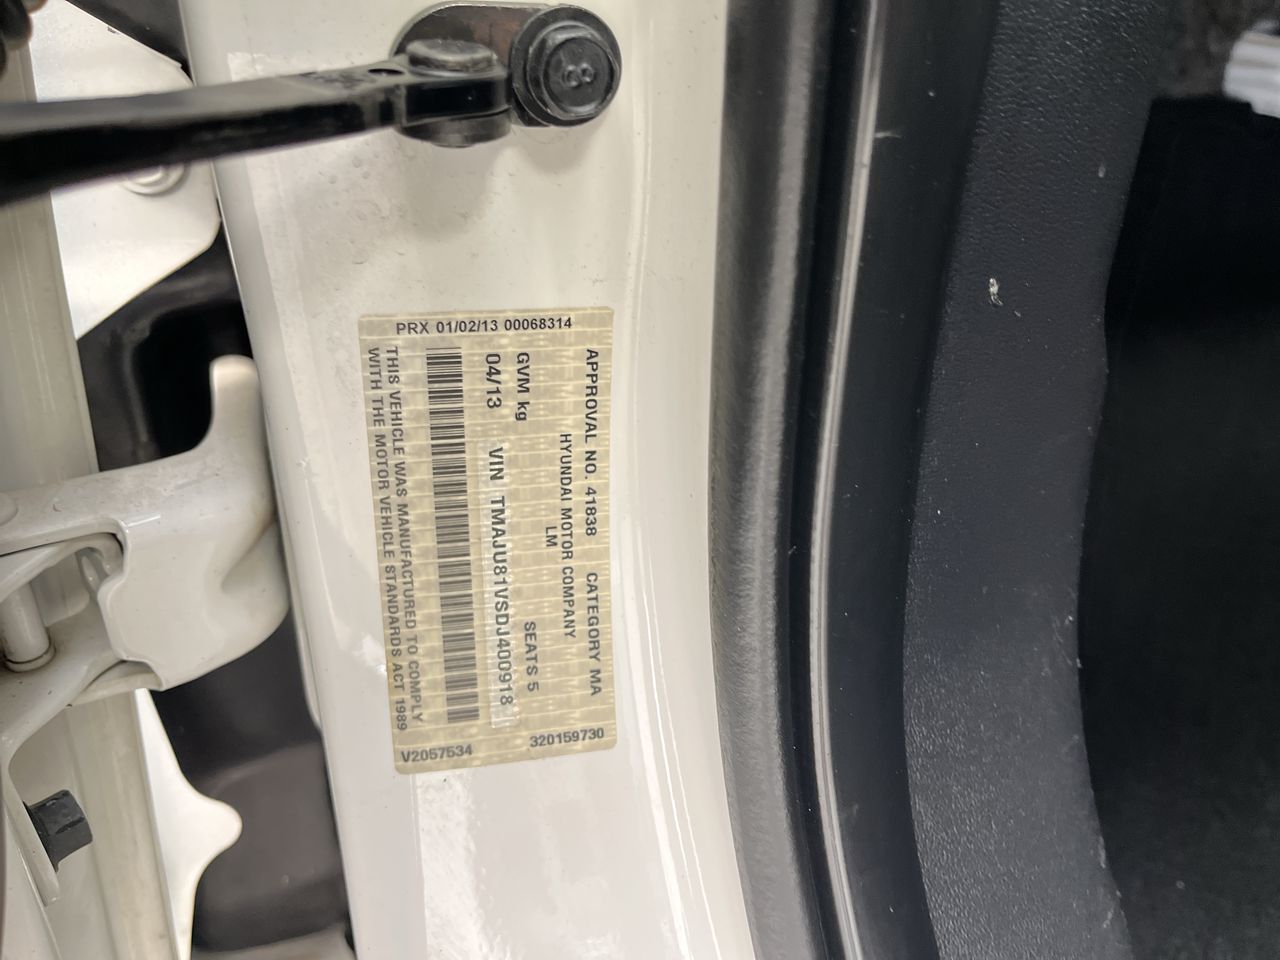 8
PRX 01/02/13 00068314
APPROVAL NO. 41838 CATEGORY MA
HYUNDAI MOTOR COMPANY
LM
GVM kg SEATS 5
04/13 VIN TMAJU81VSDJ400918
THIS VEHICLE WAS MANUFACTURED TO COMPLY
WITH THE MOTOR VEHICLE STANDARDS ACT 1989
V2057534 320159730